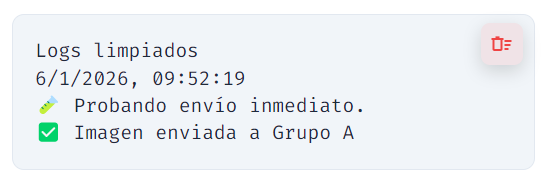 Logs limpiados
6/1/2026, 09:52:19
🧪 Probando envío inmediato.
✅ Imagen enviada a Grupo A